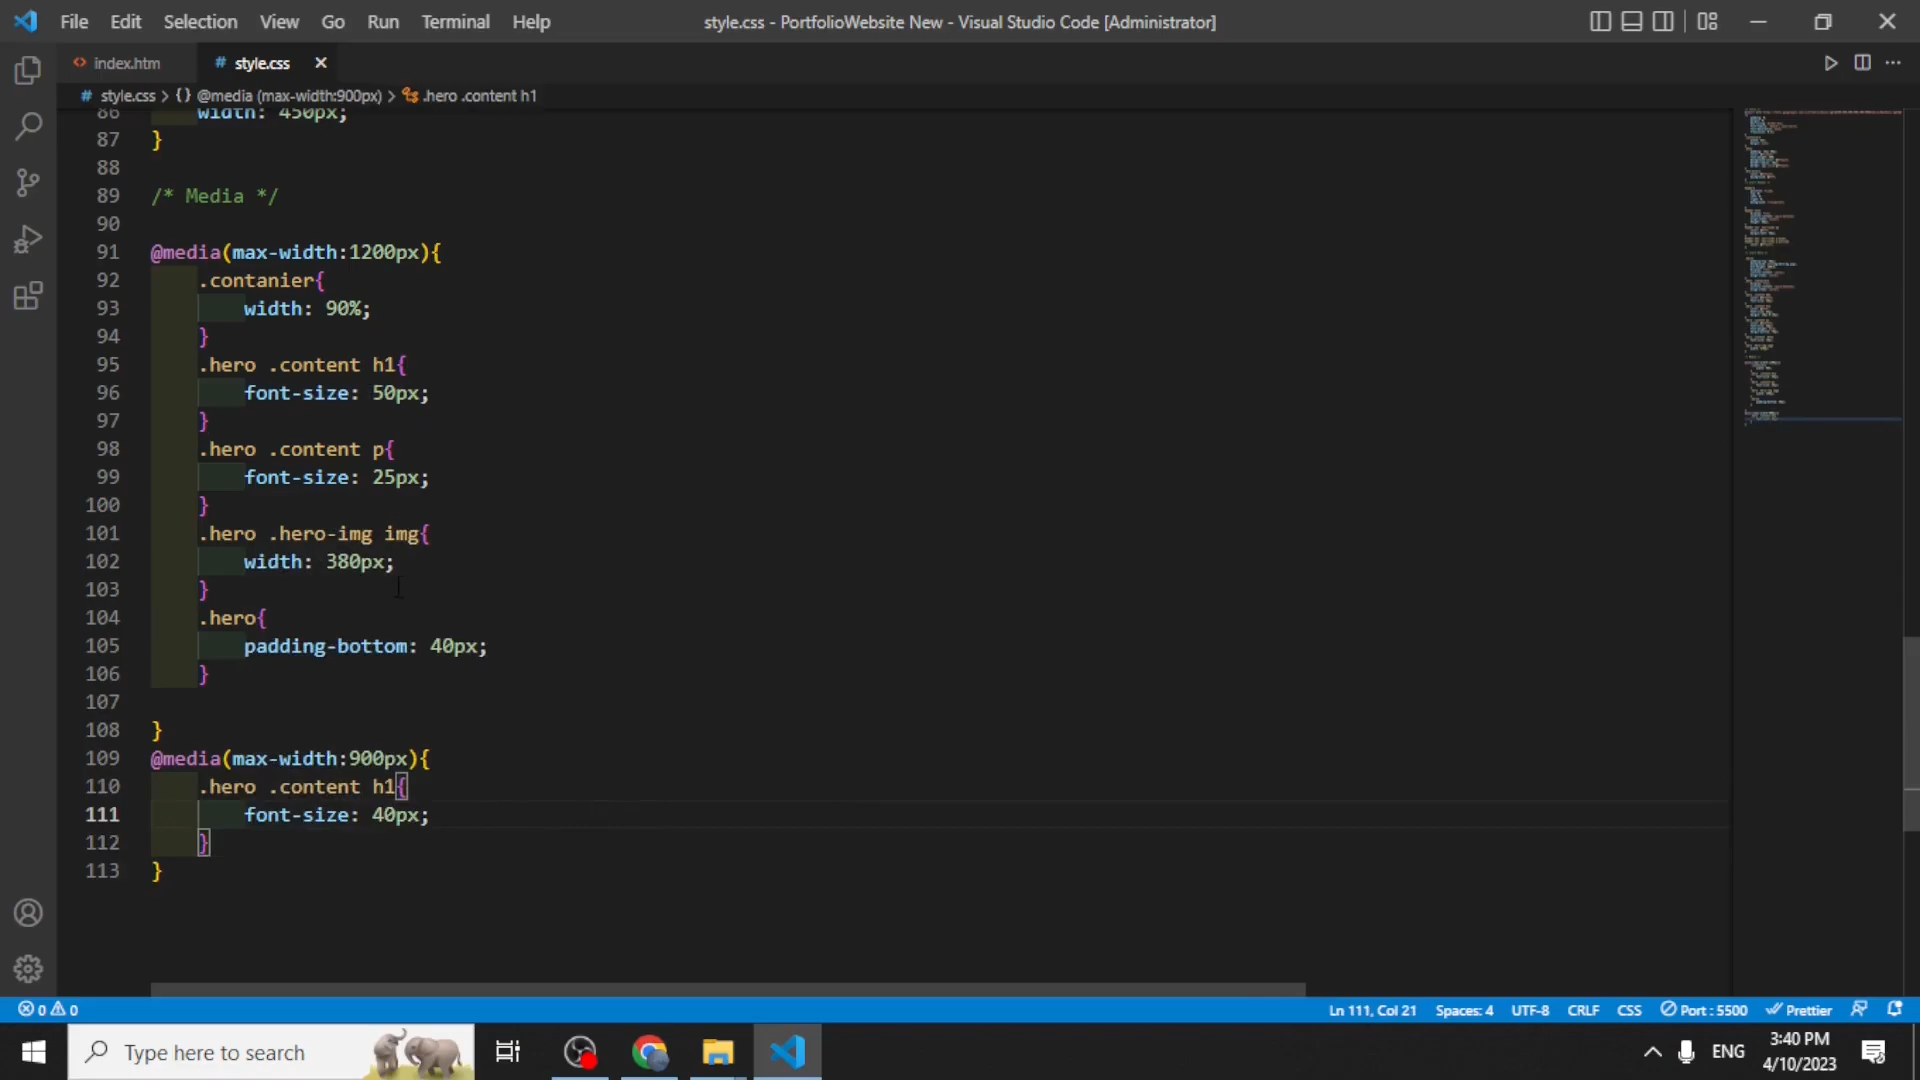 File Edit Selection View Go Run Terminal Help
style.css - PortfolioWebsite New - Visual Studio Code [Administrator]
index.htm
# style.css
# style.css > {} @media (max-width:900px) > .hero .content h1
86 width: 450px;
87 }
88
89 /* Media */
90
91 @media(max-width:1200px){
92 .contanier{
93 width: 90%;
94 }
95 .hero .content h1{
96 font-size: 50px;
97 }
98 .hero .content p{
99 font-size: 25px;
100 }
101 .hero .hero-img img{
102 width: 380px;
103 }
104 .hero{
105 padding-bottom: 40px;
106 }
107
108 }
109 @media(max-width:900px){
110 .hero .content h1{
111 font-size: 40px;
112 }
113 }
0 0
Ln 111, Col 21 Spaces: 4 UTF-8 CRLF CSS Port : 5500 Prettier
Type here to search
ENG
3:40 PM
4/10/2023